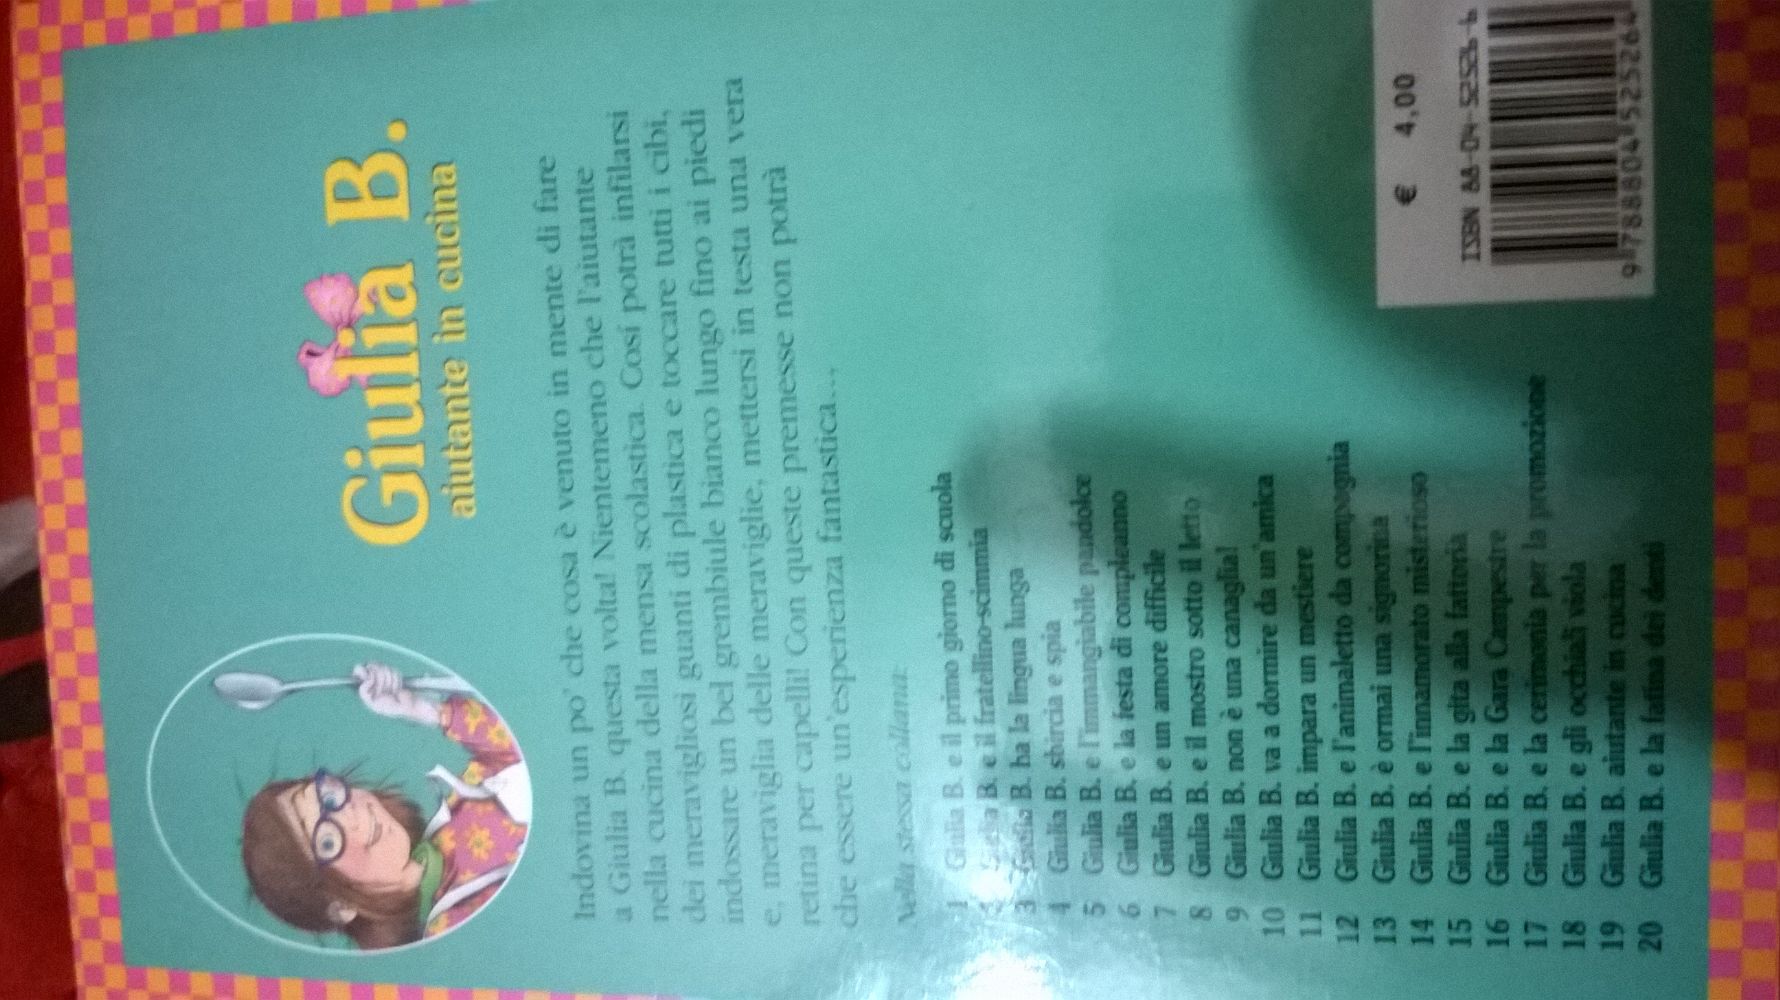 Giulia B.
aiutante in cucina
Indovina un po' che cosa è venuto in mente di fare
a Giulia B. questa volta! Nientemeno che l'aiutante
nella cucina della mensa scolastica. Cosí potrà infilarsi
dei meravigliosi guanti di plastica e toccare tutti i cibi,
indossare un bel grembiule bianco lungo fino ai piedi
e, meraviglia delle meraviglie, mettersi in testa una vera
retina per capelli! Con queste premesse non potrà
che essere un'esperienza fantastica...
Nella stessa collana:
1 Giulia B. e il primo giorno di scuola
2 Giulia B. e il fratellino-scimmia
3 Giulia B. ha la lingua lunga
4 Giulia B. sbircia e spia
5 Giulia B. e l'immangiabile pandolce
6 Giulia B. e la festa di compleanno
7 Giulia B. e un amore difficile
8 Giulia B. e il mostro sotto il letto
9 Giulia B. non è una canaglia!
10 Giulia B. va a dormire da un'amica
11 Giulia B. impara un mestiere
12 Giulia B. e l'animaletto da compagnia
13 Giulia B. è ormai una signorina
14 Giulia B. e l'innamorato misterioso
15 Giulia B. e la gita alla fattoria
16 Giulia B. e la Gara Campestre
17 Giulia B. e la cerimonia per la promozione
18 Giulia B. e gli occhiali viola
19 Giulia B. aiutante in cucina
20 Giulia B. e la fatina dei denti
€ 4,00
ISBN 88-04-52526-6
9 788804 525264